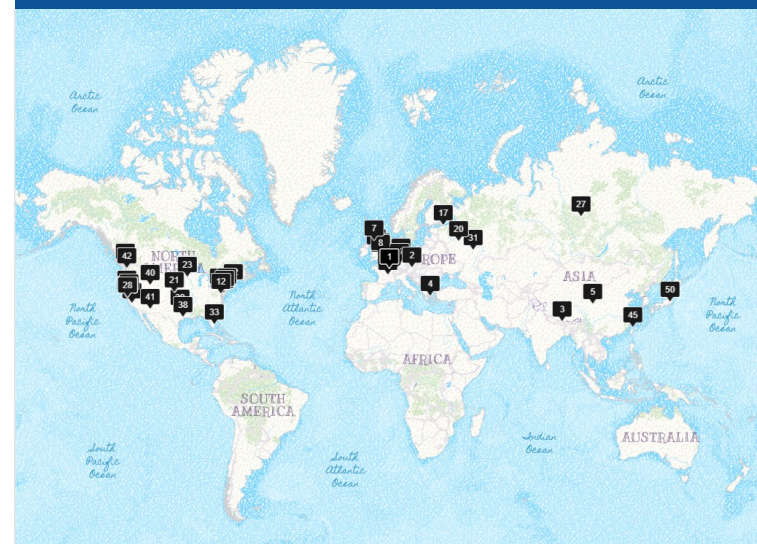 Arctic
Ocean
Arctic
Ocean
27
17
7
20
8
31
42
NORTH
AMERICA
23
1
2
EUROPE
40
21
ASIA
28
12
4
5
50
41
38
33
North
Pacific
Ocean
North
Atlantic
Ocean
3
45
North
Pacific
Ocean
AFRICA
SOUTH
AMERICA
AUSTRALIA
South
Pacific
Ocean
South
Atlantic
Ocean
Indian
Ocean